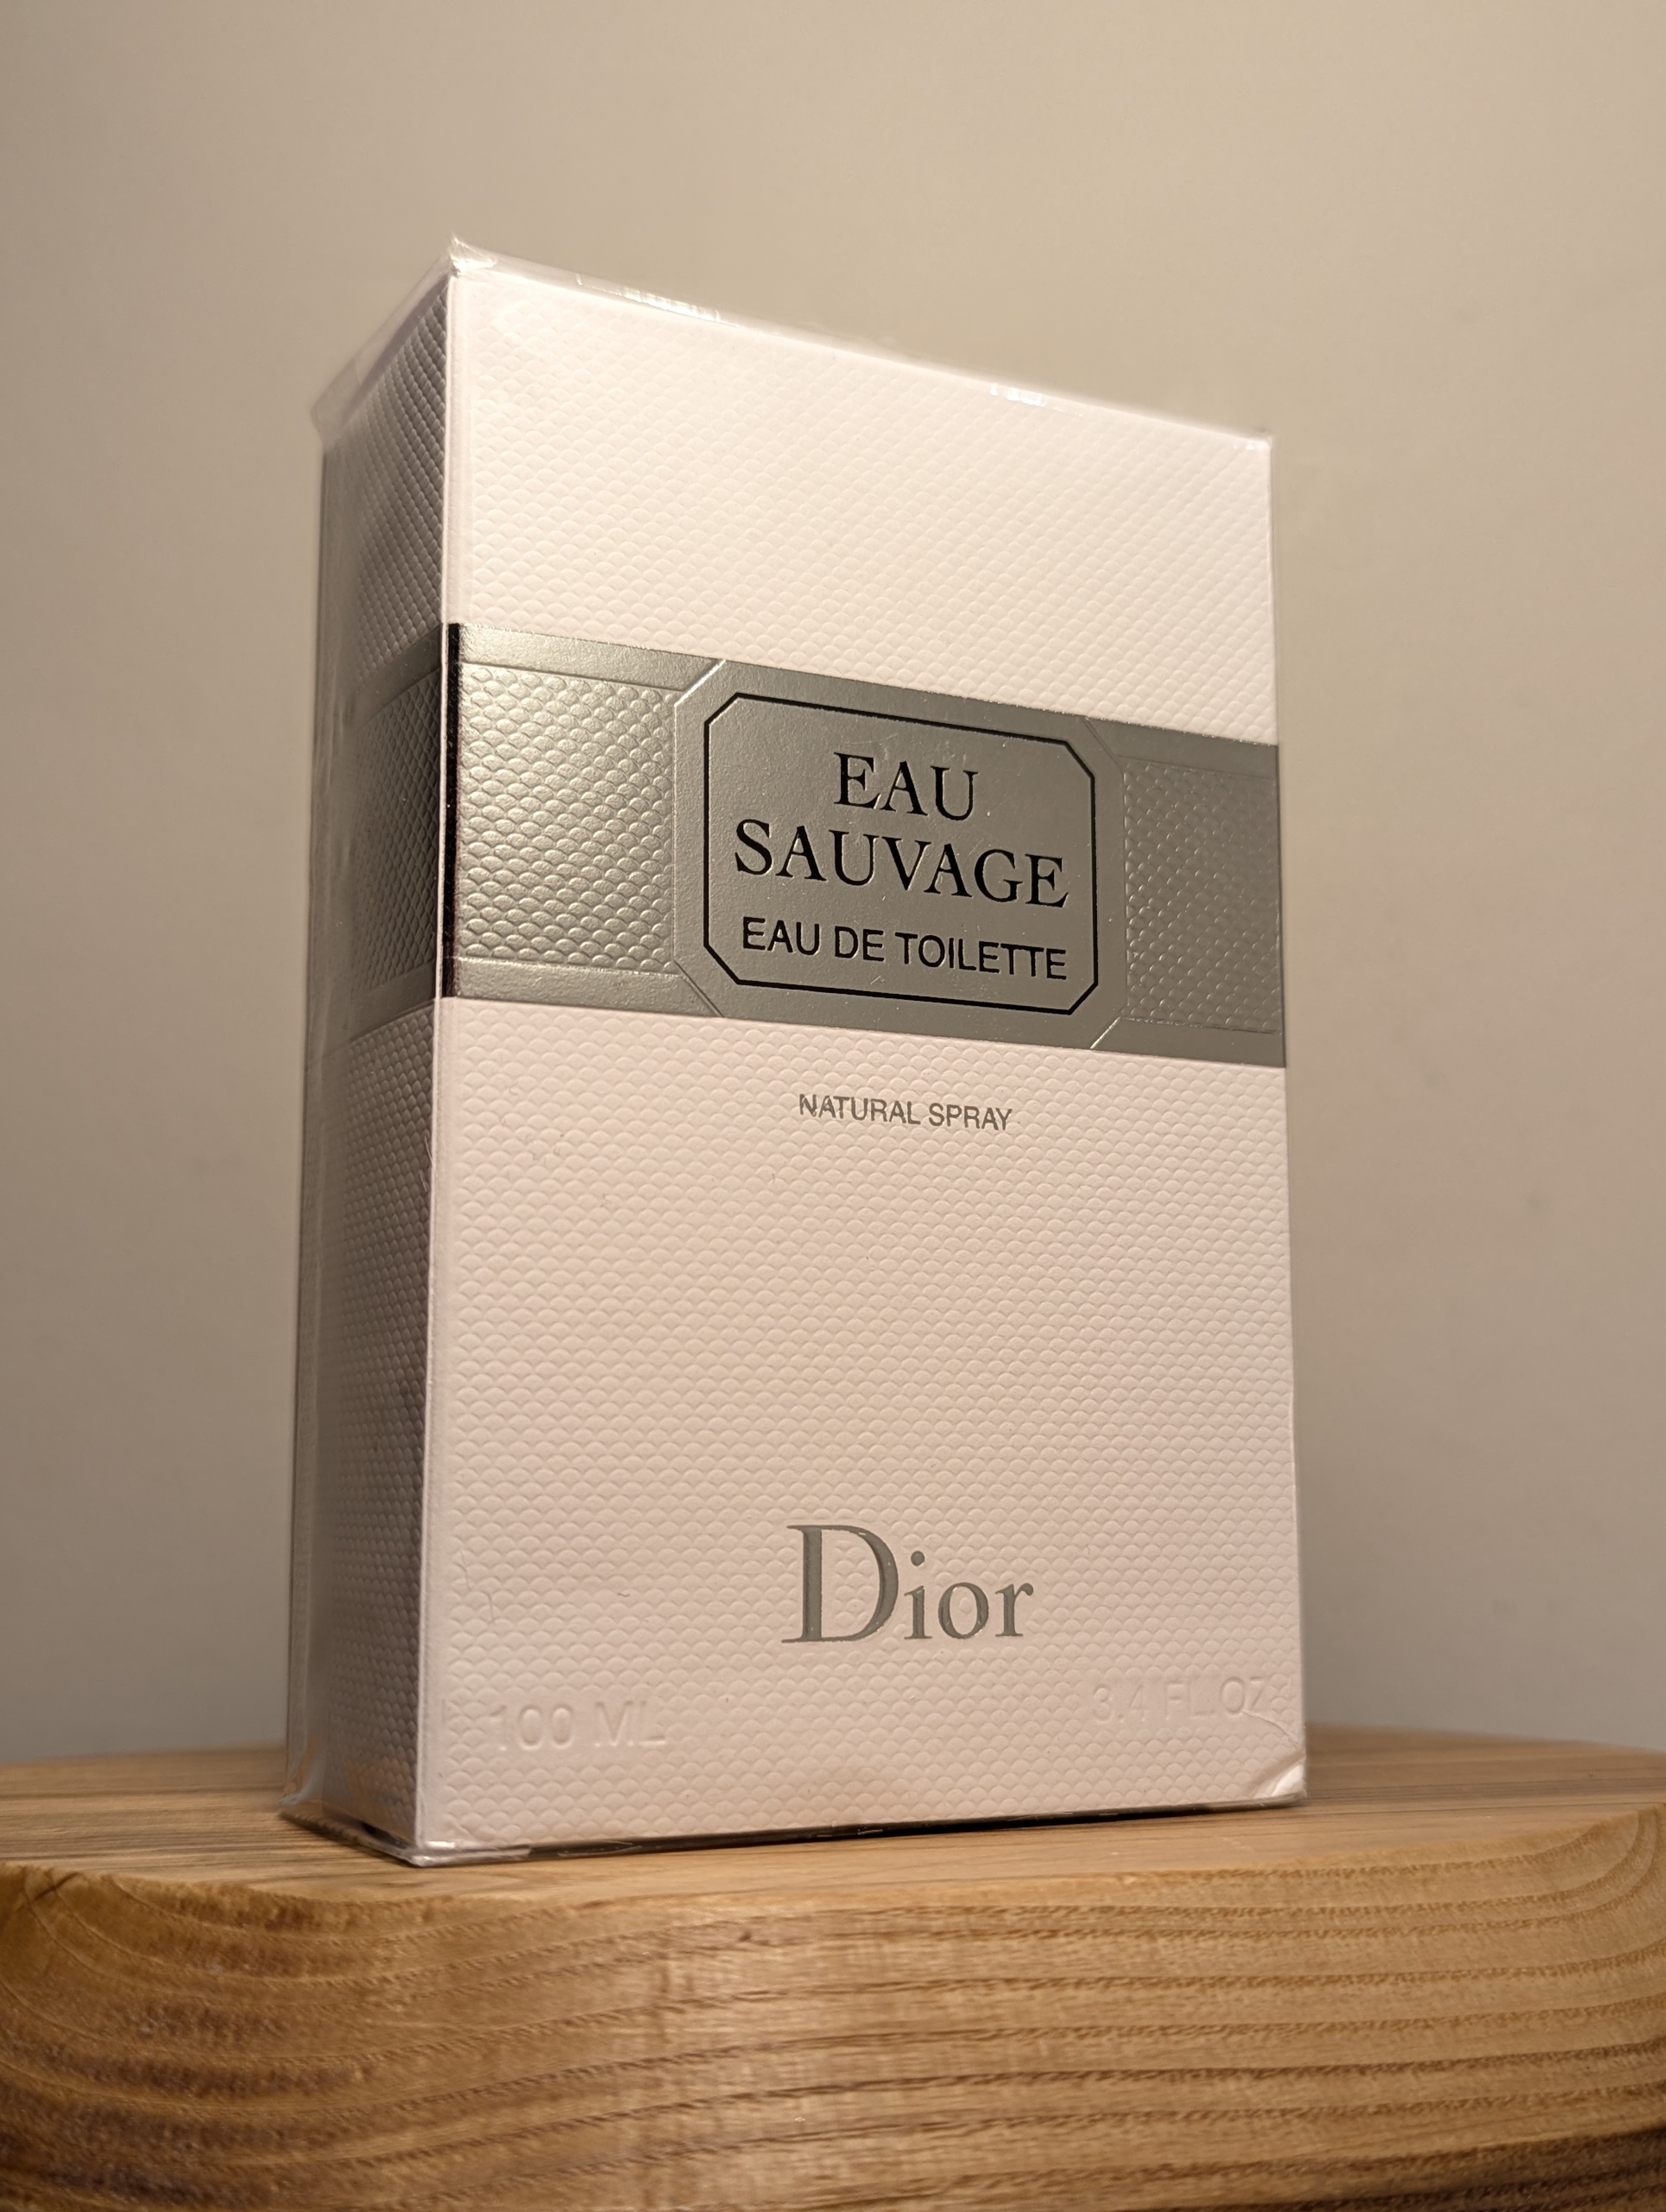 EAU
SAUVAGE
EAU DE TOILETTE
NATURAL SPRAY
Dior
100 ML 3.4 FL.OZ